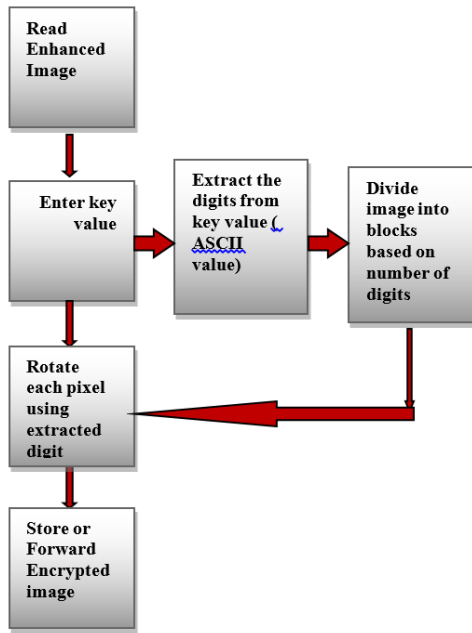 Read
Enhanced
Image
Enter key
value
Extract the
digits from
key value (
ASCII
value)
Divide
image into
blocks
based on
number of
digits
Rotate
each pixel
using
extracted
digit
Store or
Forward
Encrypted
image